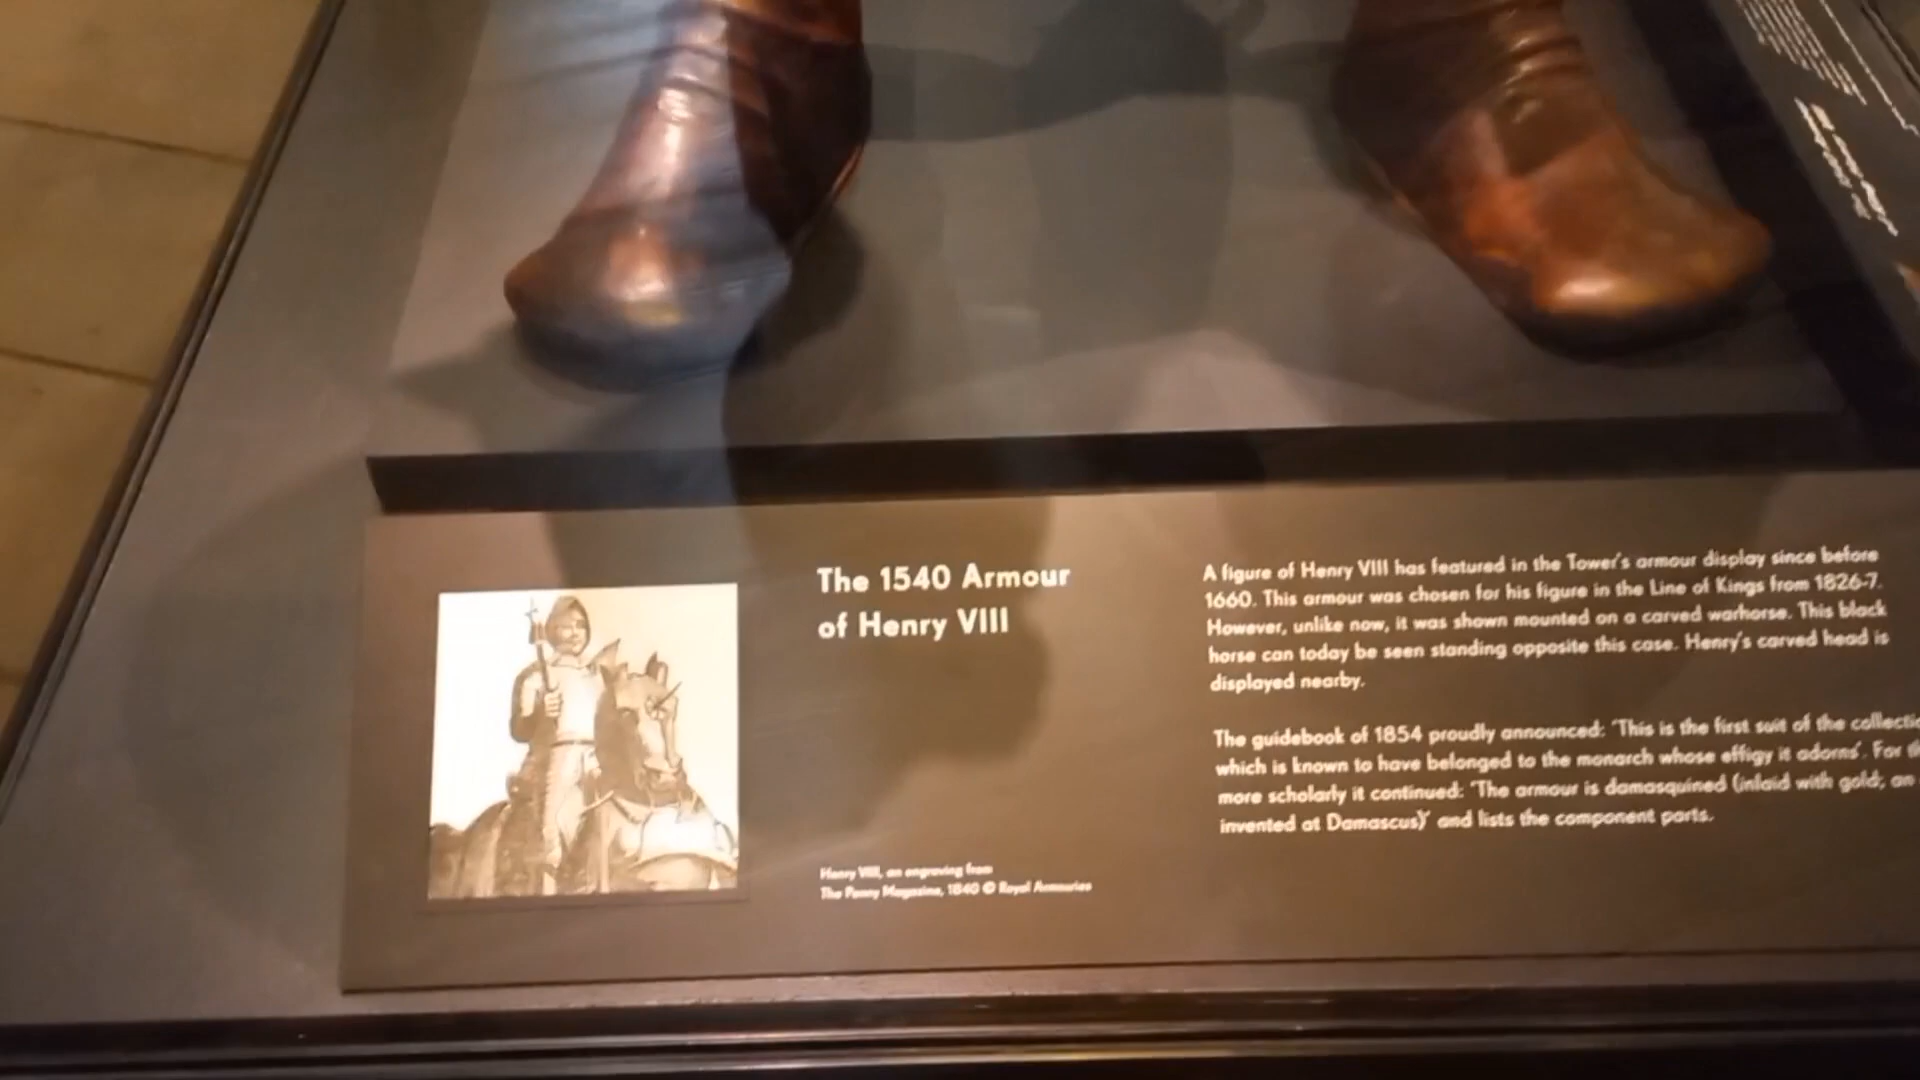 The 1540 Armour
of Henry VIII
Henry VIII, an engraving from
The Penny Magazine, 1840 © Royal Armouries
A figure of Henry VIII has featured in the Tower's armour display since before
1660. This armour was chosen for his figure in the Line of Kings from 1826-7.
However, unlike now, it was shown mounted on a carved warhorse. This black
horse can today be seen standing opposite this case. Henry's carved head is
displayed nearby.
The guidebook of 1854 proudly announced: 'This is the first suit of the collectio
which is known to have belonged to the monarch whose effigy it adorns'. For
more scholarly it continued: 'The armour is damasquined (inlaid with gold; an
invented at Damascus)' and lists the component parts.